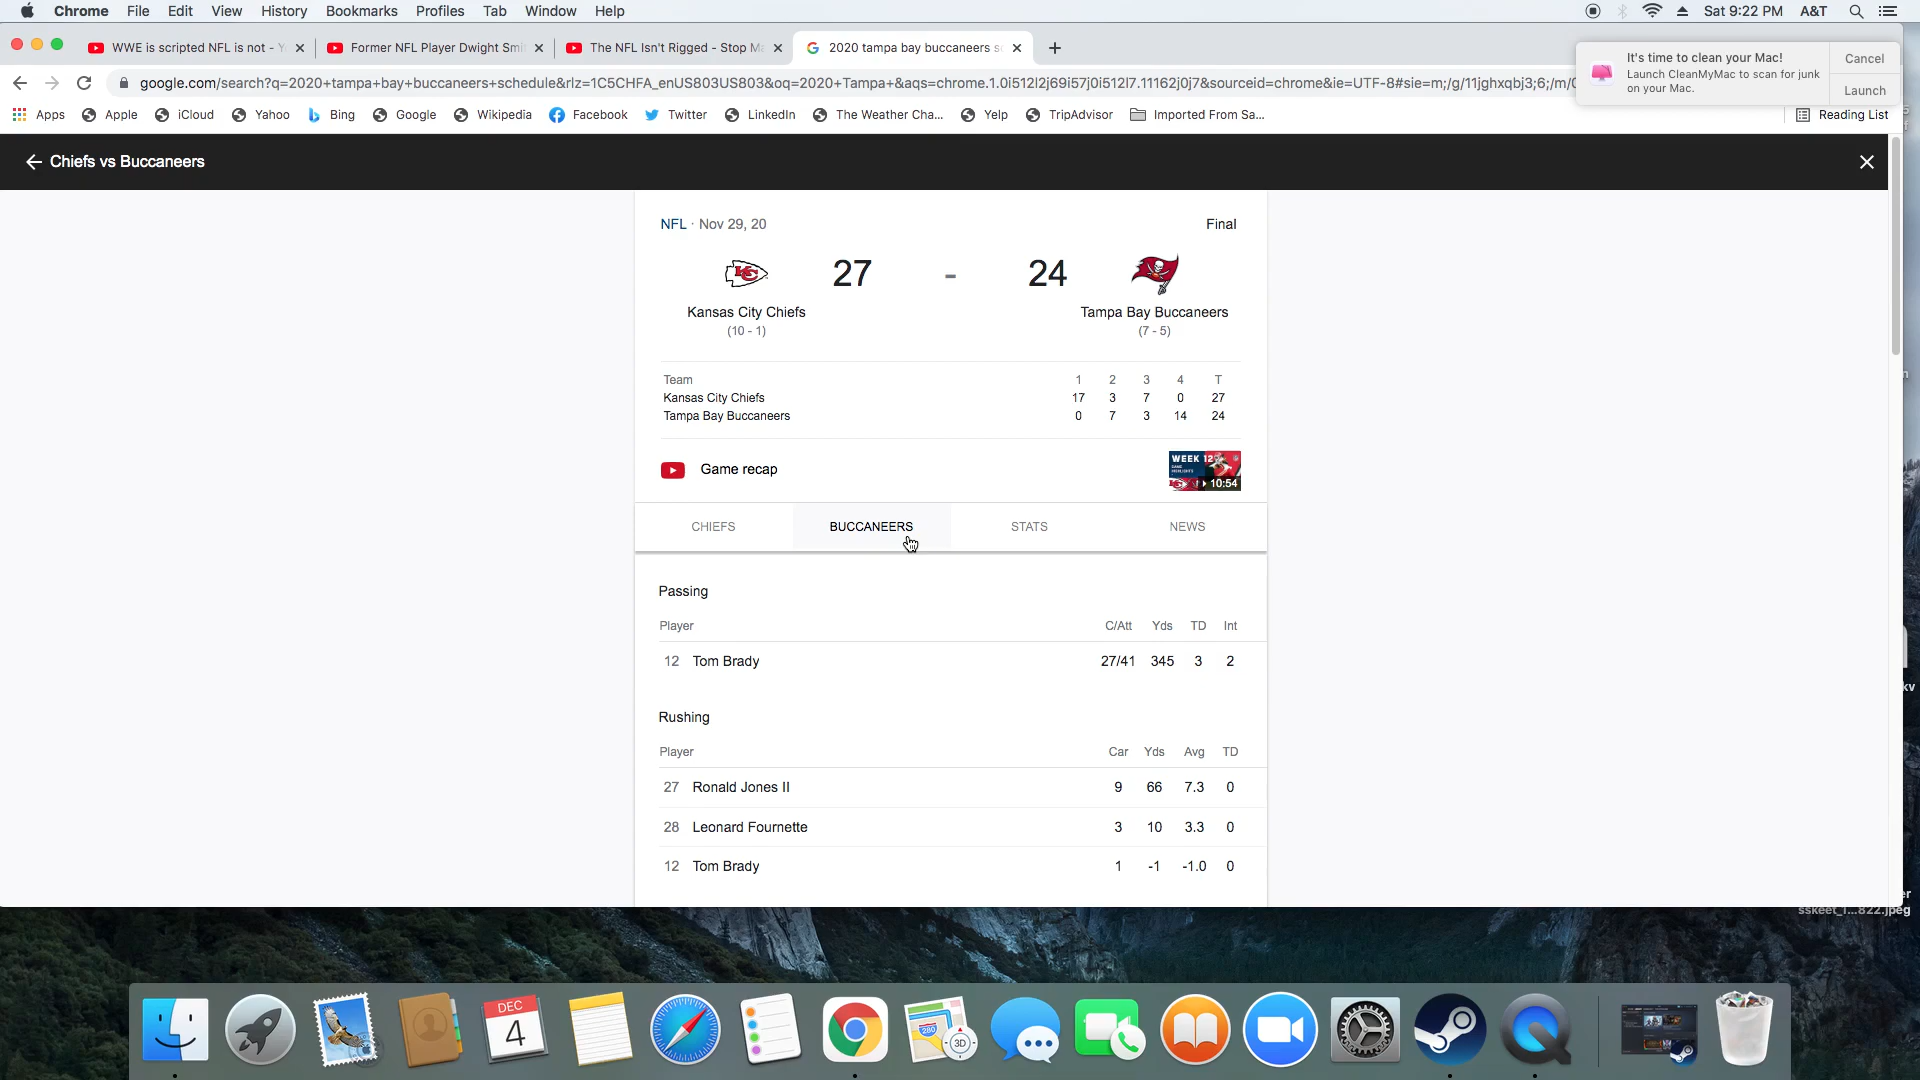 Chrome File Edit View History Bookmarks Profiles Tab Window Help Sat 9:22 PM A&T
WWE is scripted NFL is not - Y
Former NFL Player Dwight Smi
The NFL Isn't Rigged - Stop Ma
2020 tampa bay buccaneers s
google.com/search?q=2020+tampa+bay+buccaneers+schedule&rlz=1C5CHFA_enUS803US803&oq=2020+Tampa+&aqs=chrome.1.0i512l2j69i57j0i512l7.11162j0j7&sourceid=chrome&ie=UTF-8#sie=m;/g/11jghxqbj3;6;/m/0
It's time to clean your Mac!
Launch CleanMyMac to scan for junk
on your Mac.
Cancel
Launch
Apps Apple iCloud Yahoo Bing Google Wikipedia Facebook Twitter LinkedIn The Weather Cha... Yelp TripAdvisor Imported From Sa... Reading List
Chiefs vs Buccaneers
NFL · Nov 29, 20 Final
27 - 24
Kansas City Chiefs Tampa Bay Buccaneers
(10 - 1) (7 - 5)
Team 1 2 3 4 T
Kansas City Chiefs 17 3 7 0 27
Tampa Bay Buccaneers 0 7 3 14 24
Game recap
WEEK 12
10:54
CHIEFS BUCCANEERS STATS NEWS
Passing
Player C/Att Yds TD Int
12 Tom Brady 27/41 345 3 2
Rushing
Player Car Yds Avg TD
27 Ronald Jones II 9 66 7.3 0
28 Leonard Fournette 3 10 3.3 0
12 Tom Brady 1 -1 -1.0 0
sskeet_l...822.jpeg
DEC
4
280
3D